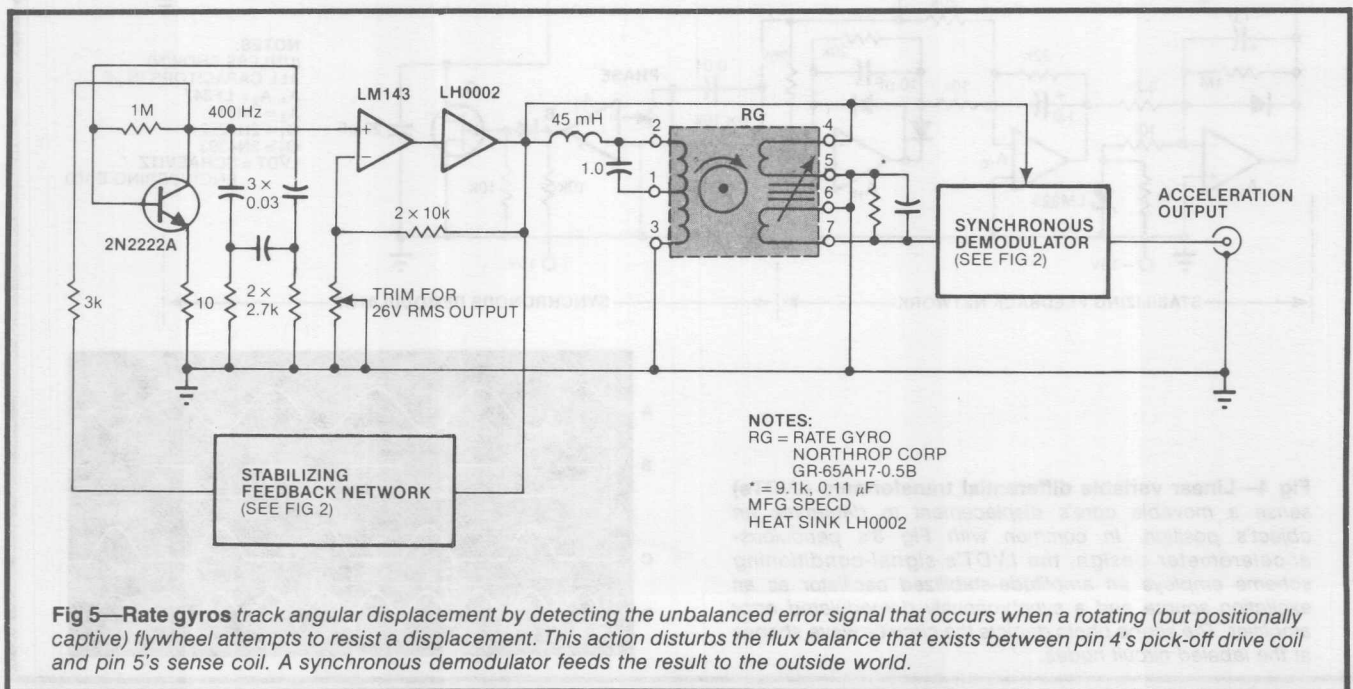 LM143
LH0002
1M
400 Hz
45 mH
RG
2
4
3 ×
0.03
1.0
5
*
1
6
ACCELERATION
OUTPUT
2N2222A
2 × 10k
3
7
SYNCHRONOUS
DEMODULATOR
(SEE FIG 2)
3k
10
2 ×
2.7k
TRIM FOR
26V RMS OUTPUT
STABILIZING
FEEDBACK NETWORK
(SEE FIG 2)
NOTES:
RG = RATE GYRO
NORTHROP CORP
GR-65AH7-0.5B
* = 9.1k, 0.11 µF
MFG SPECD
HEAT SINK LH0002
Fig 5—Rate gyros track angular displacement by detecting the unbalanced error signal that occurs when a rotating (but positionally
captive) flywheel attempts to resist a displacement. This action disturbs the flux balance that exists between pin 4's pick-off drive coil
and pin 5's sense coil. A synchronous demodulator feeds the result to the outside world.